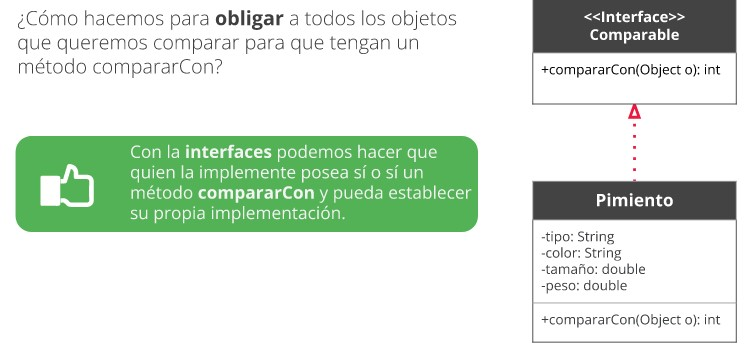 ¿Cómo hacemos para obligar a todos los objetos
que queremos comparar para que tengan un
método compararCon?
Con la interfaces podemos hacer que
quien la implemente posea sí o sí un
método compararCon y pueda establecer
su propia implementación.
<<Interface>>
Comparable
+compararCon(Object o): int
Pimiento
-tipo: String
-color: String
-tamaño: double
-peso: double
+compararCon(Object o): int